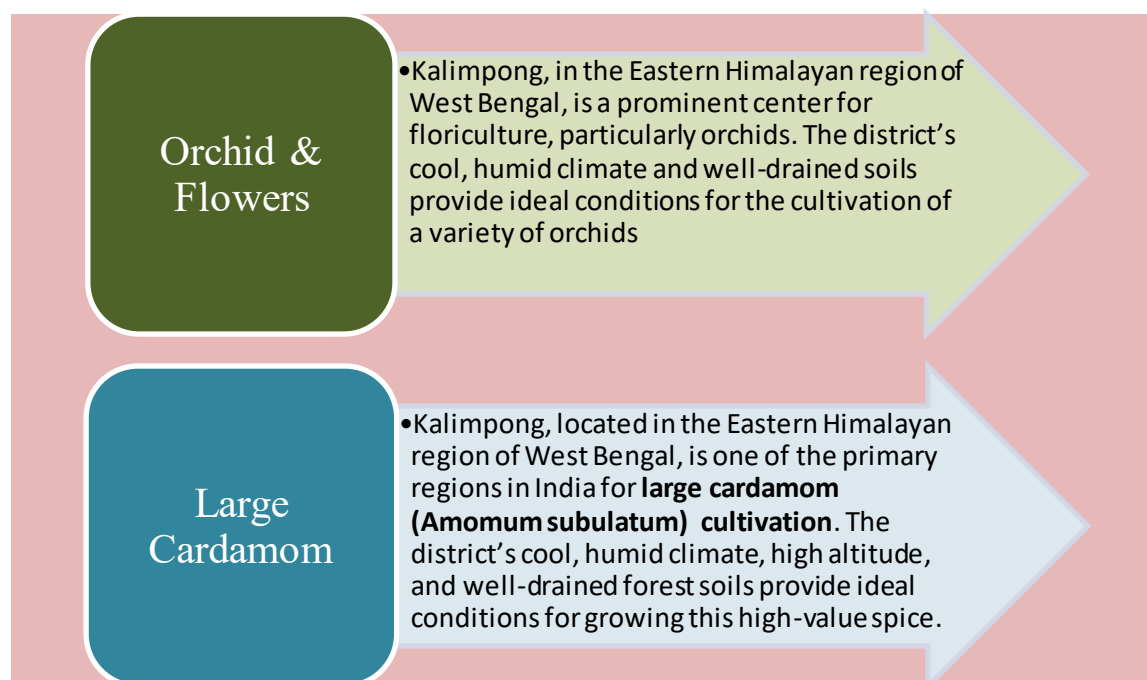 Orchid &
Flowers
•Kalimpong, in the Eastern Himalayan region of
West Bengal, is a prominent center for
floriculture, particularly orchids. The district’s
cool, humid climate and well-drained soils
provide ideal conditions for the cultivation of
a variety of orchids
Large
Cardamom
•Kalimpong, located in the Eastern Himalayan
region of West Bengal, is one of the primary
regions in India for large cardamom
(Amomum subulatum) cultivation. The
district’s cool, humid climate, high altitude,
and well-drained forest soils provide ideal
conditions for growing this high-value spice.